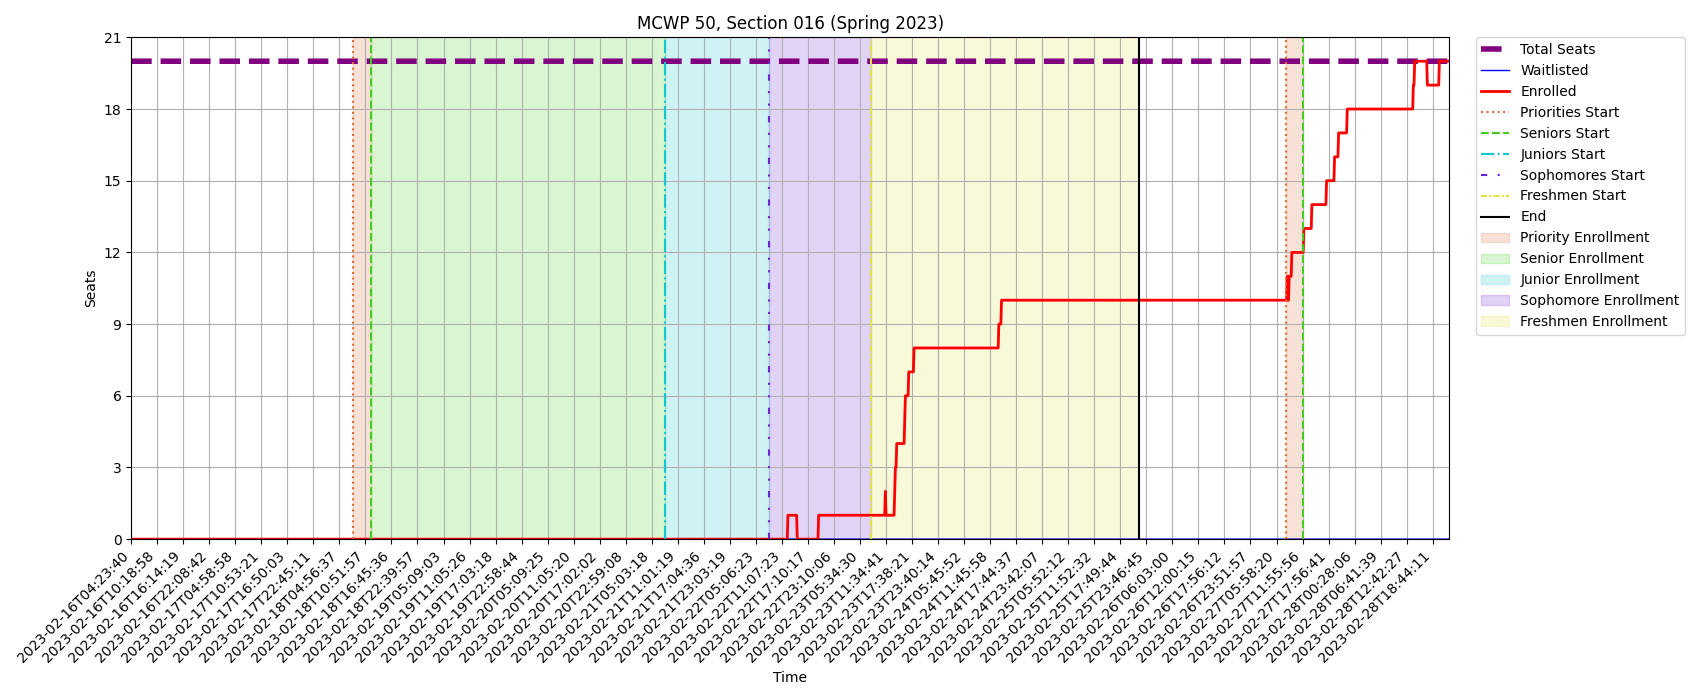 MCWP 50, Section 016 (Spring 2023)
Seats
21
18
15
12
9
6
3
0
2023-02-16T04:23:40
2023-02-16T10:18:58
2023-02-16T16:14:19
2023-02-16T22:08:42
2023-02-17T04:58:58
2023-02-17T10:53:21
2023-02-17T16:50:03
2023-02-17T22:45:11
2023-02-18T04:56:37
2023-02-18T10:51:57
2023-02-18T16:45:36
2023-02-18T22:39:57
2023-02-19T05:09:03
2023-02-19T11:05:26
2023-02-19T17:03:18
2023-02-19T22:58:44
2023-02-20T05:09:25
2023-02-20T11:05:20
2023-02-20T17:02:02
2023-02-20T22:59:08
2023-02-21T05:03:18
2023-02-21T11:01:19
2023-02-21T17:04:36
2023-02-21T23:03:19
2023-02-22T05:06:23
2023-02-22T11:07:23
2023-02-22T17:10:17
2023-02-22T23:10:06
2023-02-23T05:34:30
2023-02-23T11:34:41
2023-02-23T17:38:21
2023-02-23T23:40:14
2023-02-24T05:45:52
2023-02-24T11:45:58
2023-02-24T17:44:37
2023-02-24T23:42:07
2023-02-25T05:52:12
2023-02-25T11:52:32
2023-02-25T17:49:44
2023-02-25T23:46:45
2023-02-26T06:03:00
2023-02-26T12:00:15
2023-02-26T17:56:12
2023-02-26T23:51:57
2023-02-27T05:58:20
2023-02-27T11:55:56
2023-02-27T17:56:41
2023-02-28T00:28:06
2023-02-28T06:41:39
2023-02-28T12:42:27
2023-02-28T18:44:11
Time
Total Seats
Waitlisted
Enrolled
Priorities Start
Seniors Start
Juniors Start
Sophomores Start
Freshmen Start
End
Priority Enrollment
Senior Enrollment
Junior Enrollment
Sophomore Enrollment
Freshmen Enrollment